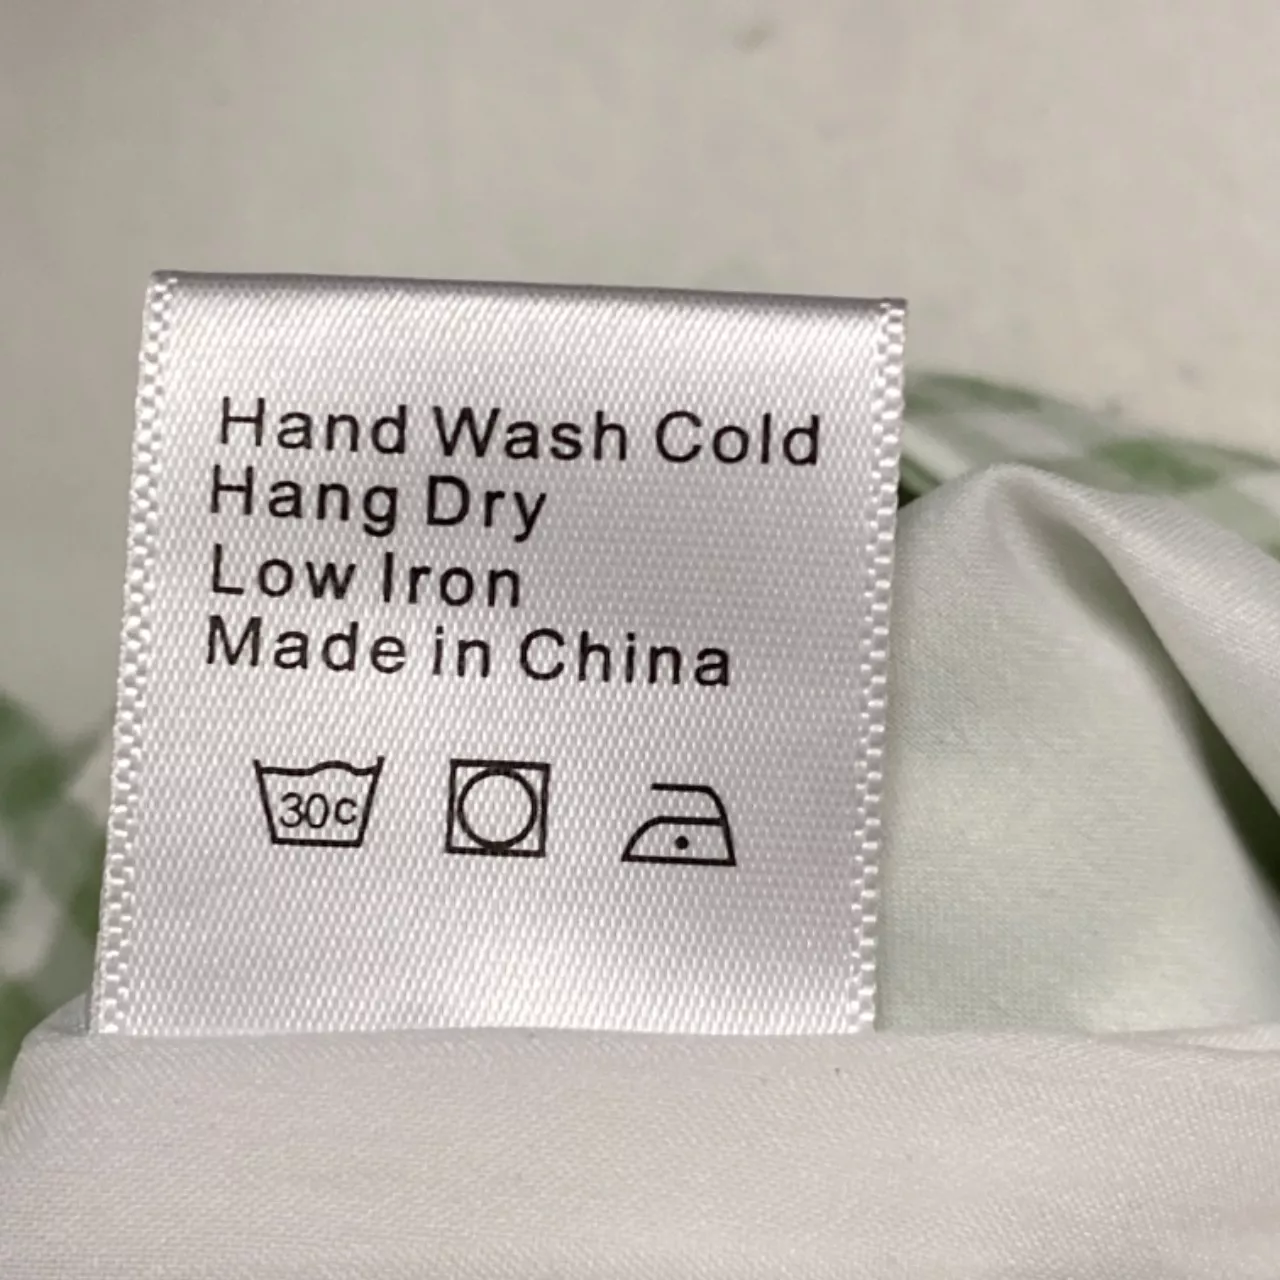 Hand Wash Cold
Hang Dry
Low Iron
Made in China
30c